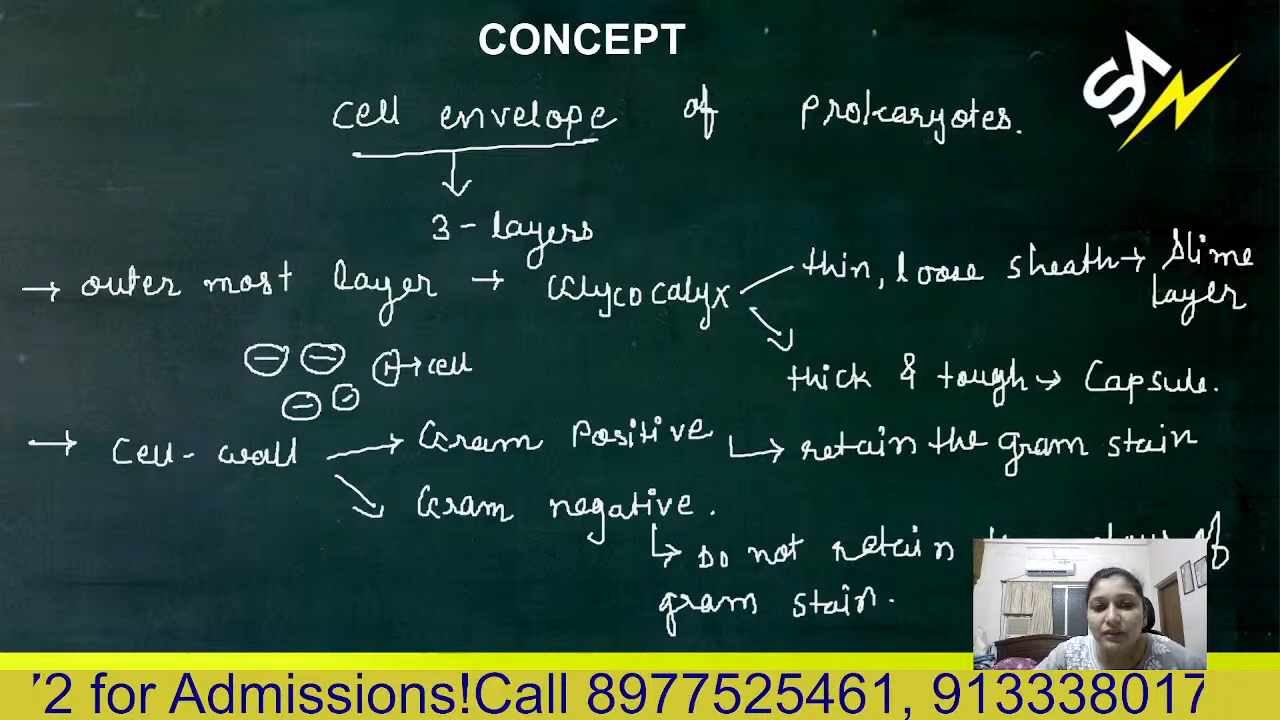 CONCEPT
SAN
cell envelope of prokaryotes.
3 - layers
→ outer most layer → Glycocalyx
thin, loose sheath → Slime layer
thick & tough → Capsule.
→ cell
→ Cell - wall
Gram Positive
↳ retain the gram stain
Gram negative.
↳ Do not retain of
gram stain.
’2 for Admissions!Call 8977525461, 913338017